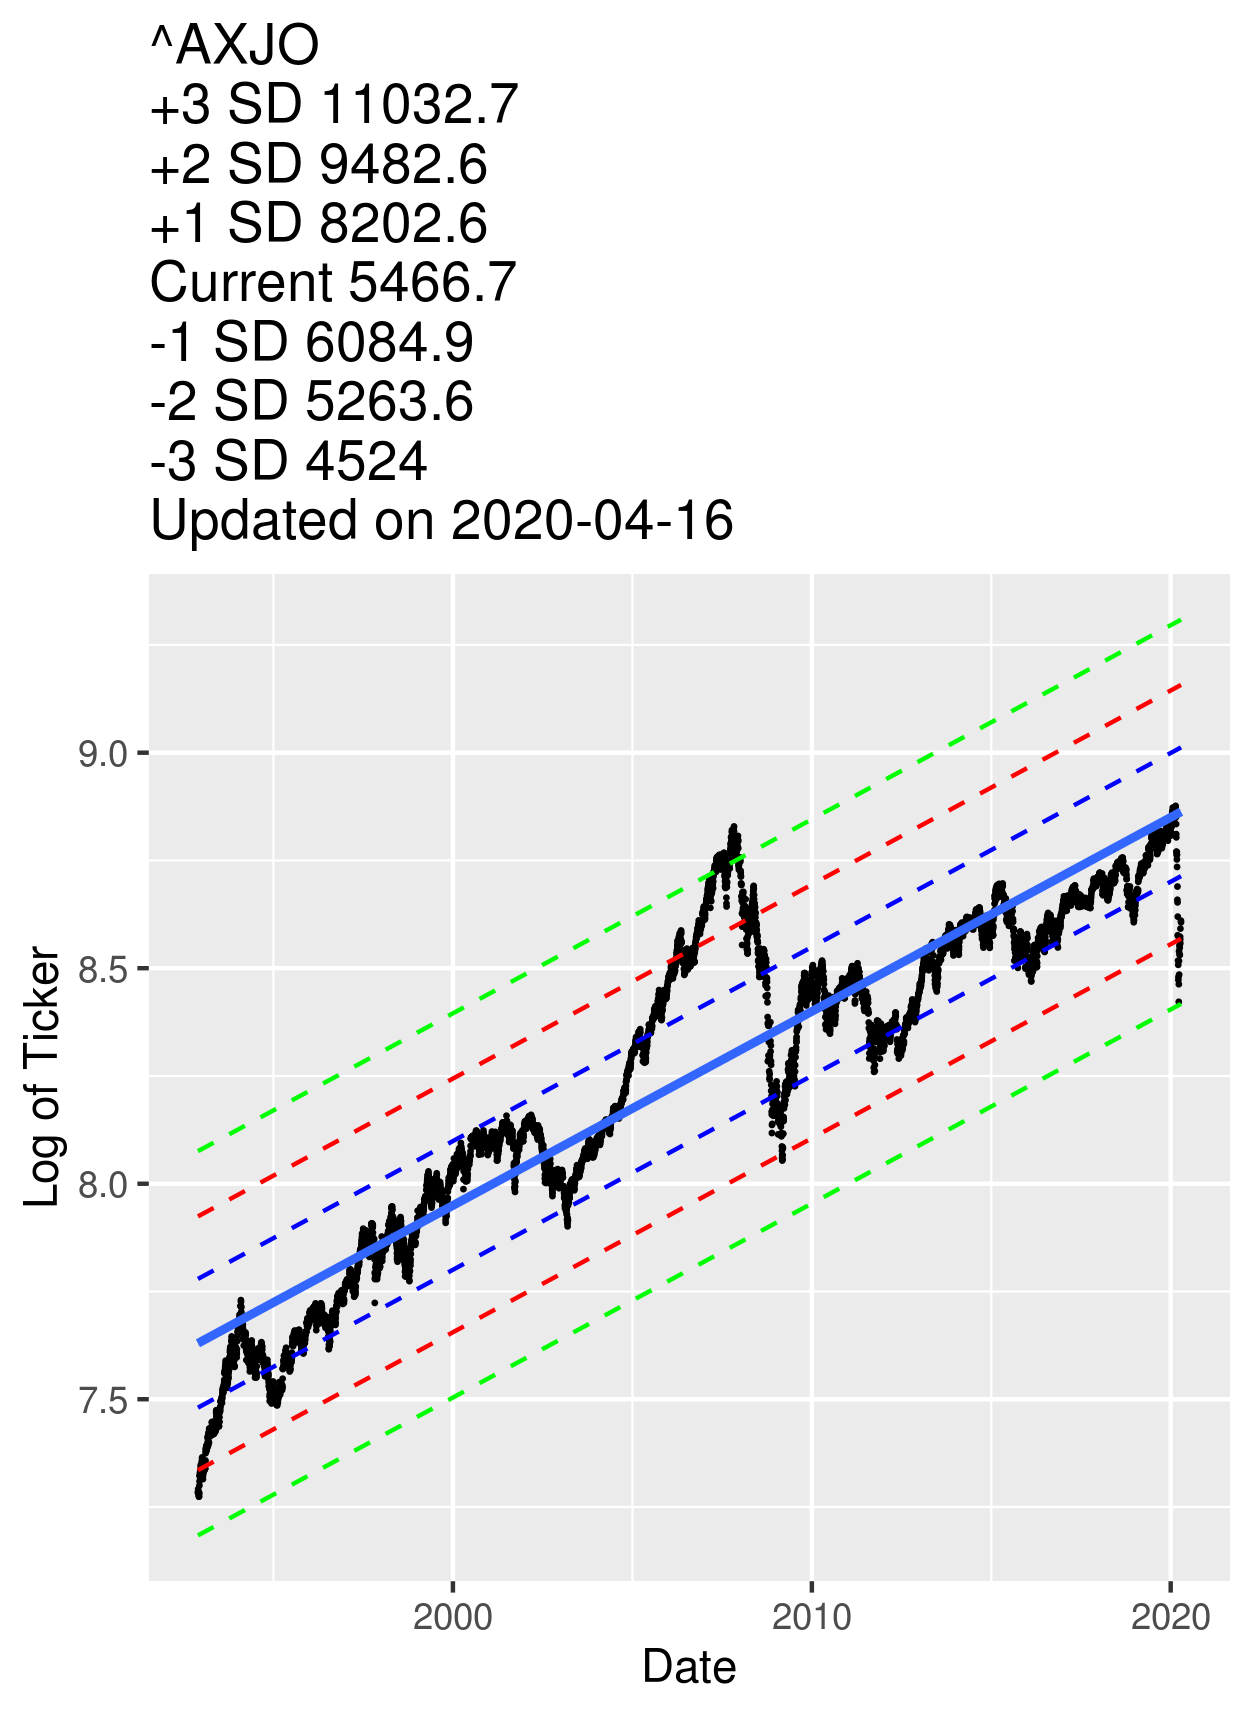 ^AXJO
+3 SD 11032.7
+2 SD 9482.6
+1 SD 8202.6
Current 5466.7
-1 SD 6084.9
-2 SD 5263.6
-3 SD 4524
Updated on 2020-04-16
Log of Ticker
9.0
8.5
8.0
7.5
2000 2010 2020
Date